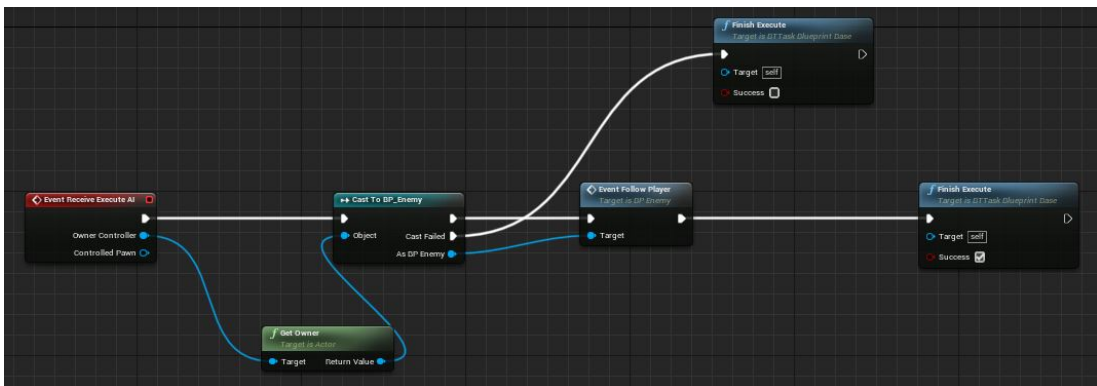 f Finish Execute
Target is BTTask Blueprint Base
Target self
Success
Event Receive Execute AI
Owner Controller
Controlled Pawn
Cast To BP_Enemy
Object
Cast Failed
As BP Enemy
Event Follow Player
Target is BP Enemy
Target
f Finish Execute
Target is BTTask Blueprint Base
Target self
Success
f Get Owner
Target is Actor
Target
Return Value